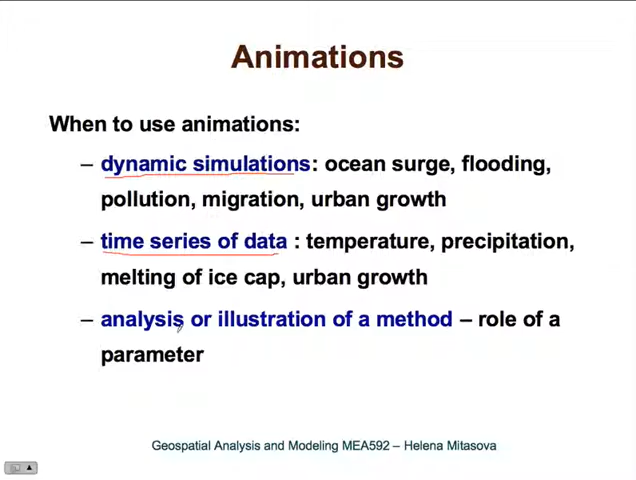 Animations
When to use animations:
– dynamic simulations: ocean surge, flooding,
pollution, migration, urban growth
– time series of data : temperature, precipitation,
melting of ice cap, urban growth
– analysis or illustration of a method – role of a
parameter
Geospatial Analysis and Modeling MEA592 – Helena Mitasova